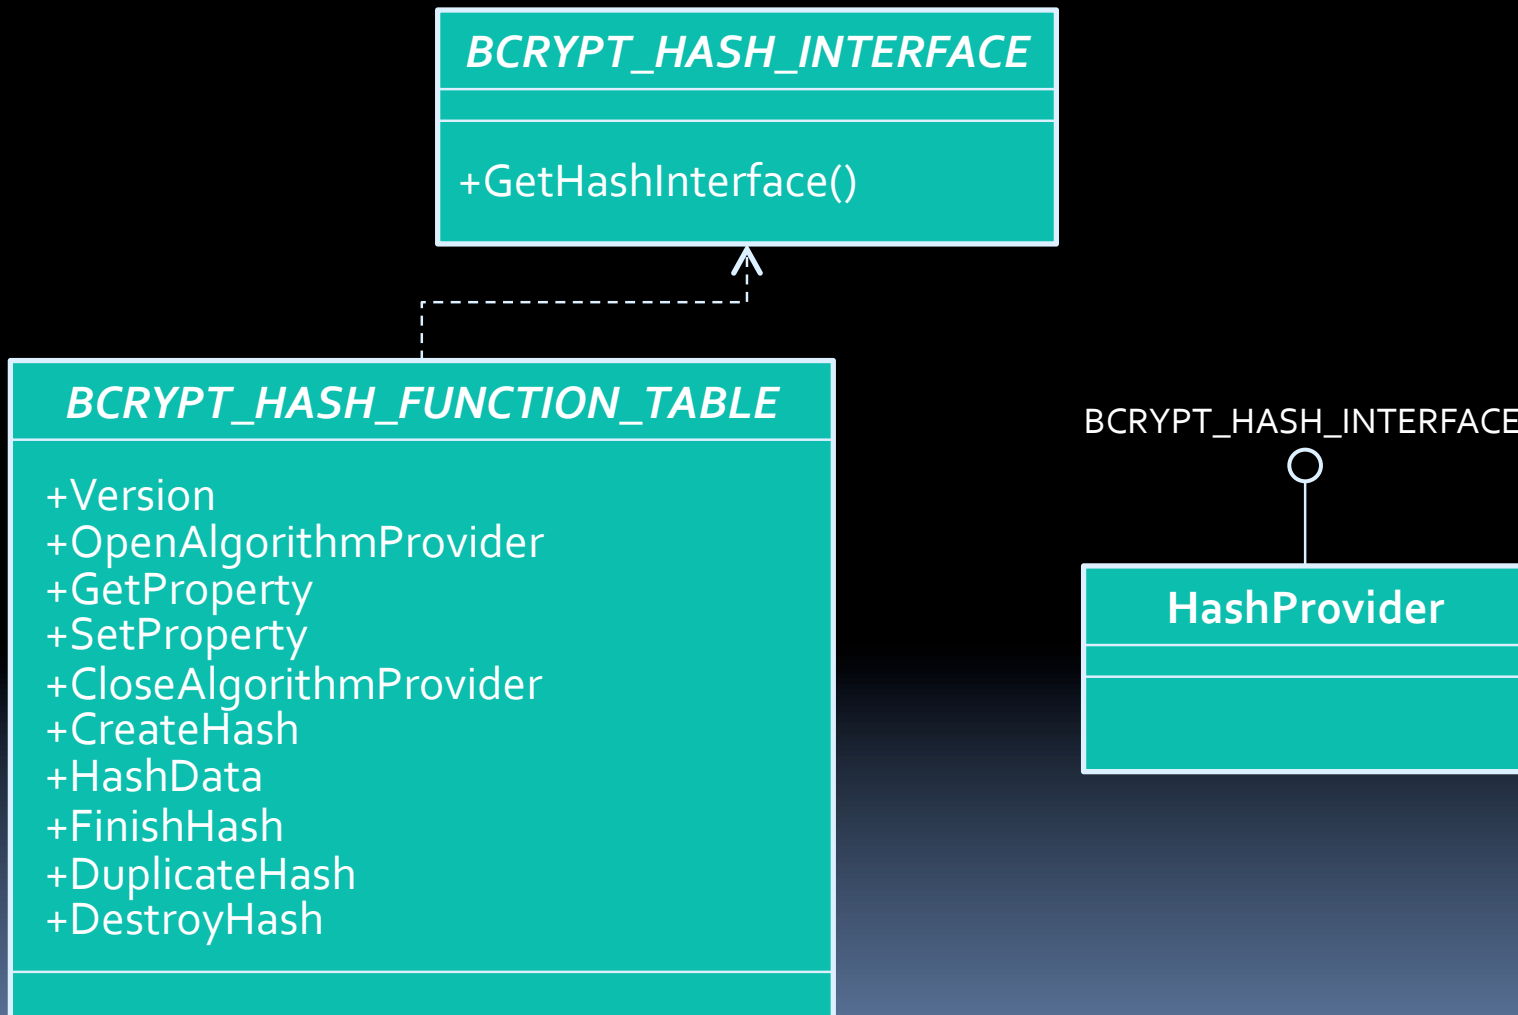 BCRYPT_HASH_INTERFACE
+GetHashInterface()
BCRYPT_HASH_FUNCTION_TABLE
+Version
+OpenAlgorithmProvider
+GetProperty
+SetProperty
+CloseAlgorithmProvider
+CreateHash
+HashData
+FinishHash
+DuplicateHash
+DestroyHash
BCRYPT_HASH_INTERFACE
HashProvider